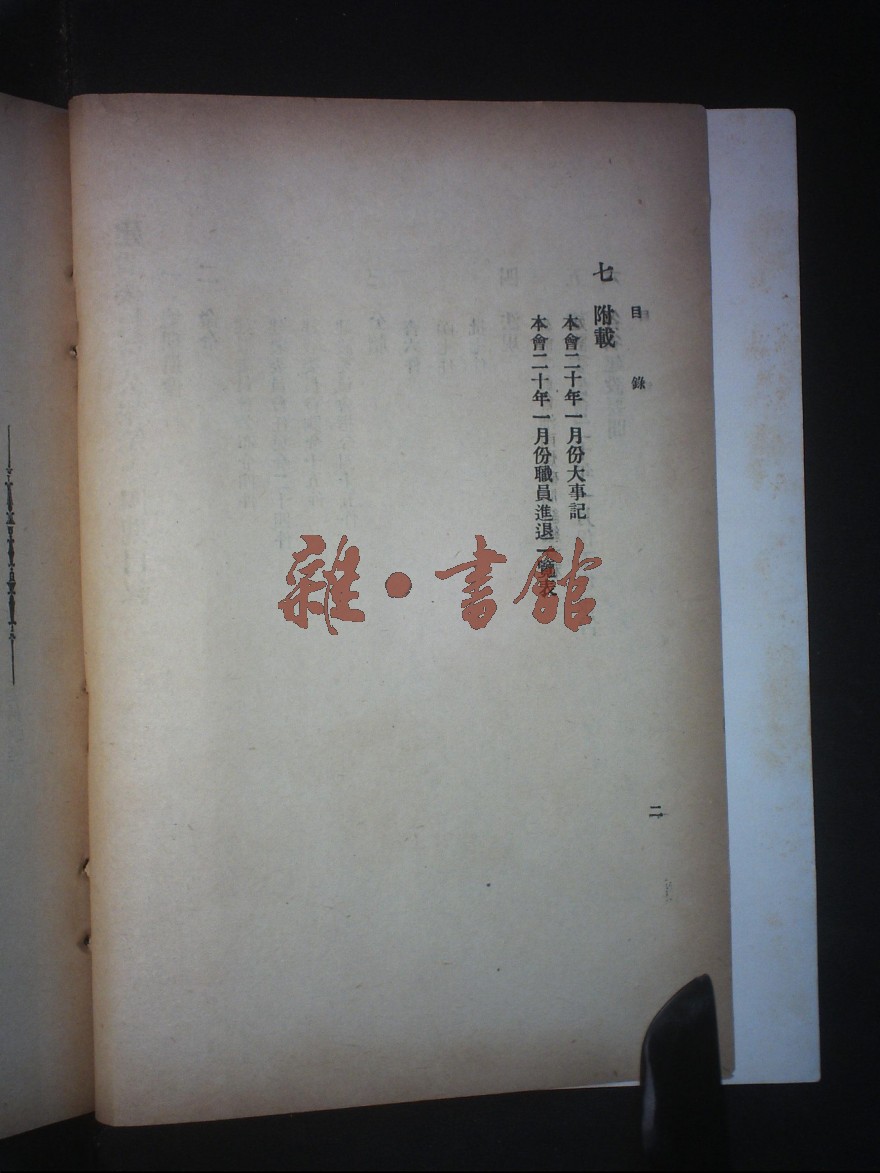 目錄
七 附載
本會二十年一月份大事記
本會二十年一月份職員進退一覽表
二
雜·書館